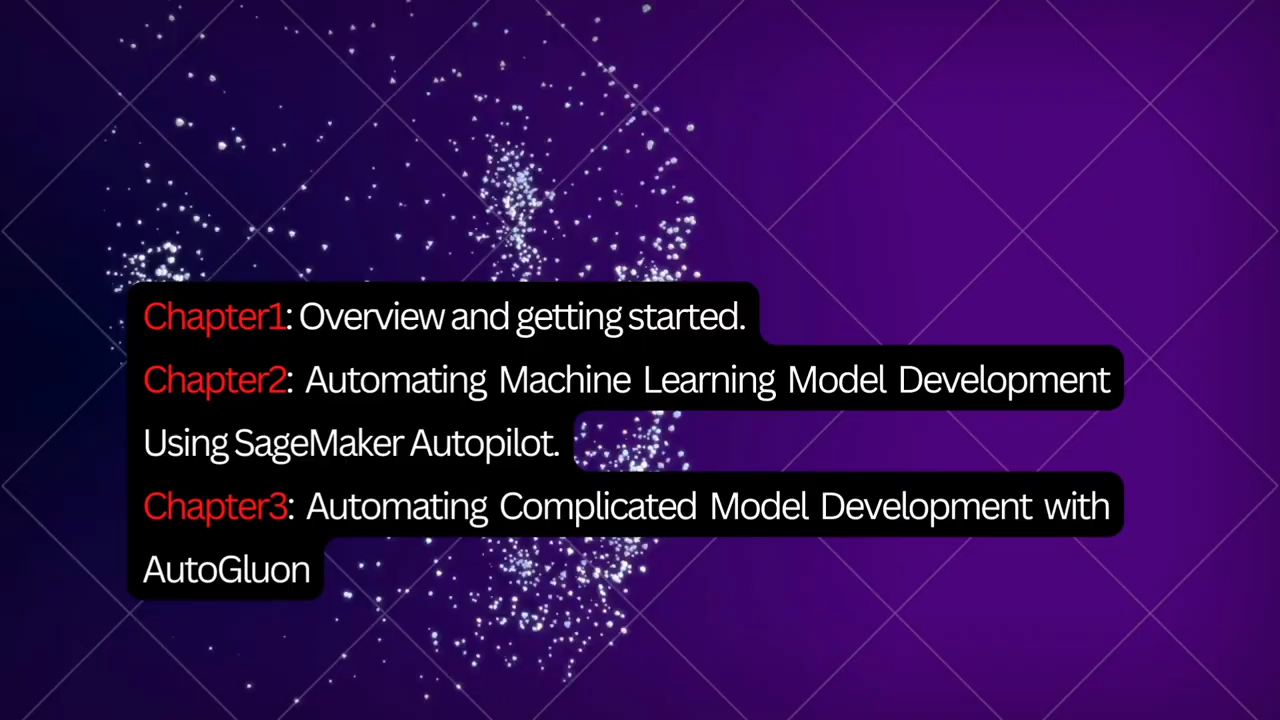 Chapter1: Overview and getting started.
Chapter2: Automating Machine Learning Model Development
Using SageMaker Autopilot.
Chapter3: Automating Complicated Model Development with
AutoGluon